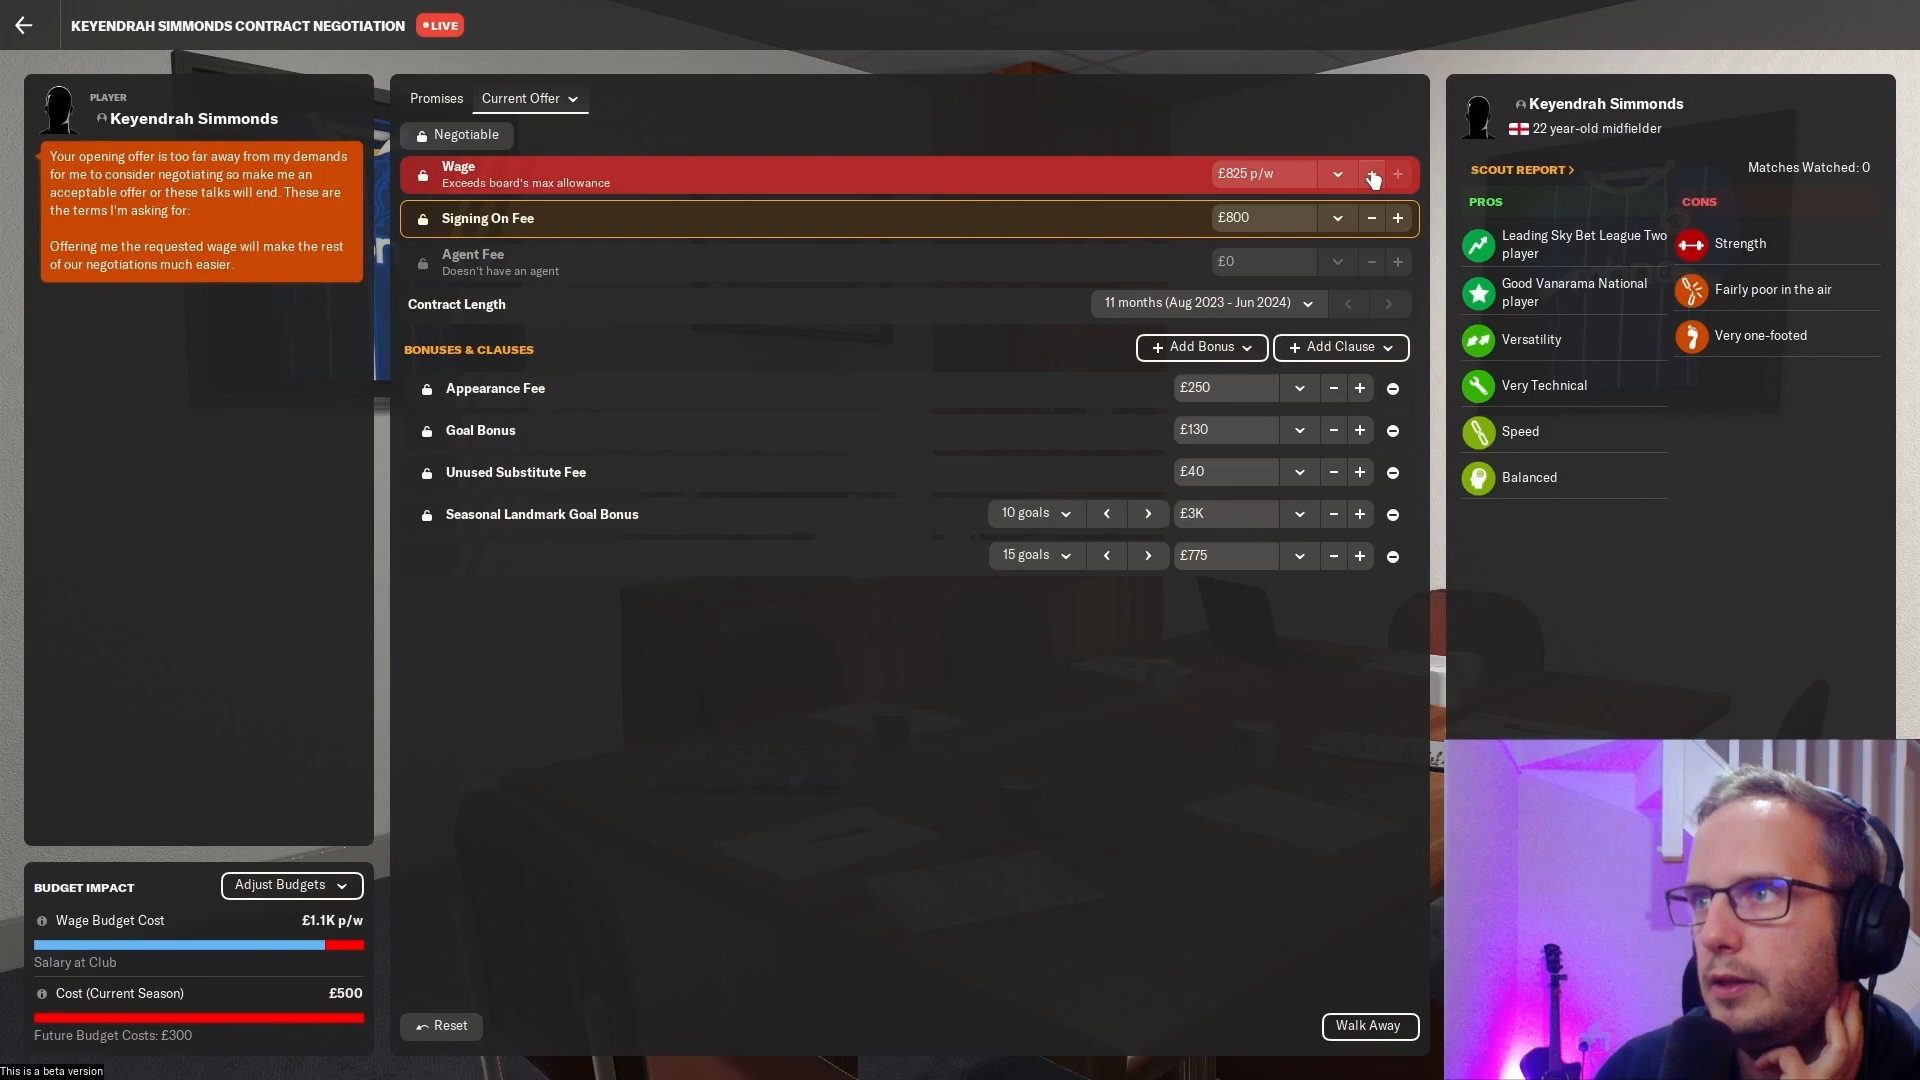 KEYENDRAH SIMMONDS CONTRACT NEGOTIATION
LIVE
PLAYER
Keyendrah Simmonds
Your opening offer is too far away from my demands
for me to consider negotiating so make me an
acceptable offer or these talks will end. These are
the terms I'm asking for:
Offering me the requested wage will make the rest
of our negotiations much easier.
BUDGET IMPACT
Adjust Budgets
Wage Budget Cost
£1.1K p/w
Salary at Club
Cost (Current Season)
£500
Future Budget Costs: £300
This is a beta version
Promises
Current Offer
Negotiable
Wage
Exceeds board's max allowance
£825 p/w
Signing On Fee
£800
Agent Fee
Doesn't have an agent
£0
Contract Length
11 months (Aug 2023 - Jun 2024)
BONUSES & CLAUSES
Add Bonus
Add Clause
Appearance Fee
£250
Goal Bonus
£130
Unused Substitute Fee
£40
Seasonal Landmark Goal Bonus
10 goals
£3K
15 goals
£775
Reset
Walk Away
Keyendrah Simmonds
22 year-old midfielder
SCOUT REPORT >
Matches Watched: 0
PROS
Leading Sky Bet League Two
player
Good Vanarama National
player
Versatility
Very Technical
Speed
Balanced
CONS
Strength
Fairly poor in the air
Very one-footed